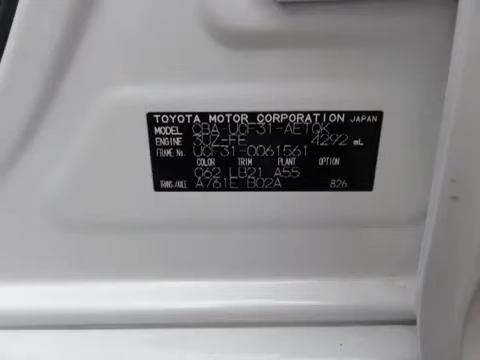 TOYOTA MOTOR CORPORATION JAPAN
MODEL CBA-UCF31-AETQK
ENGINE 3UZ-FE 4292 mL
FRAME No. UCF31-0061561
COLOR TRIM PLANT OPTION
062 LB21 A55
TRANS/AXLE A761E B02A 826